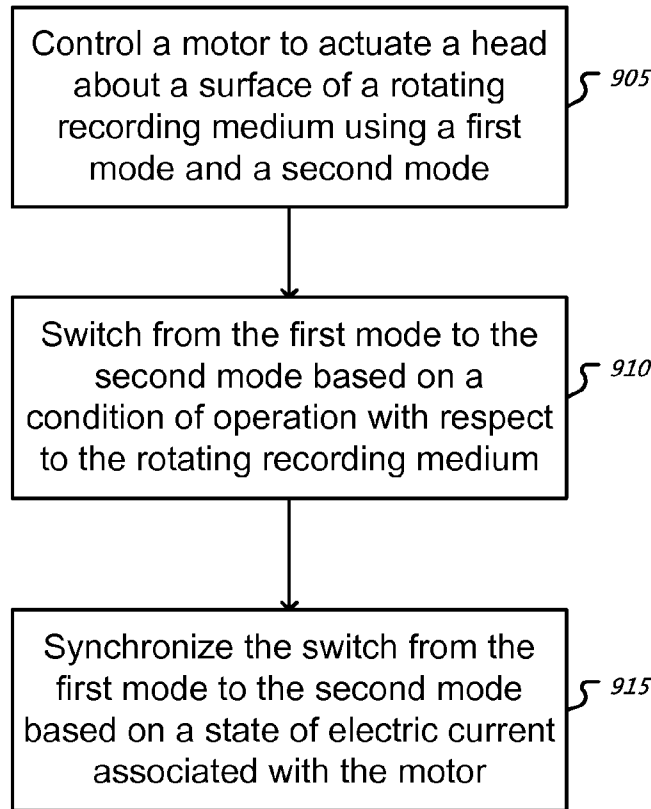 Control a motor to actuate a head
about a surface of a rotating
recording medium using a first
mode and a second mode
905
Switch from the first mode to the
second mode based on a
condition of operation with respect
to the rotating recording medium
910
Synchronize the switch from the
first mode to the second mode
based on a state of electric current
associated with the motor
915